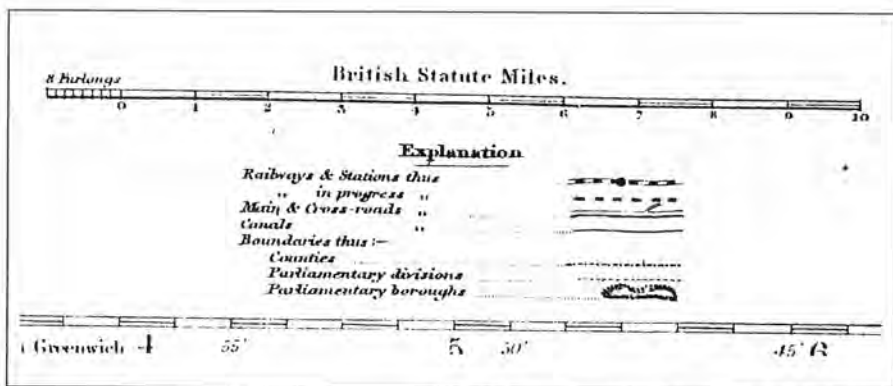 British Statute Miles.
8 Furlongs
0 1 2 3 4 5 6 7 8 9 10
Explanation
Railways & Stations thus
„ in progress „
Main & Cross-roads „
Canals „
Boundaries thus :-
Counties
Parliamentary divisions
Parliamentary boroughs
Greenwich 4 55' 5 50' 45' 6